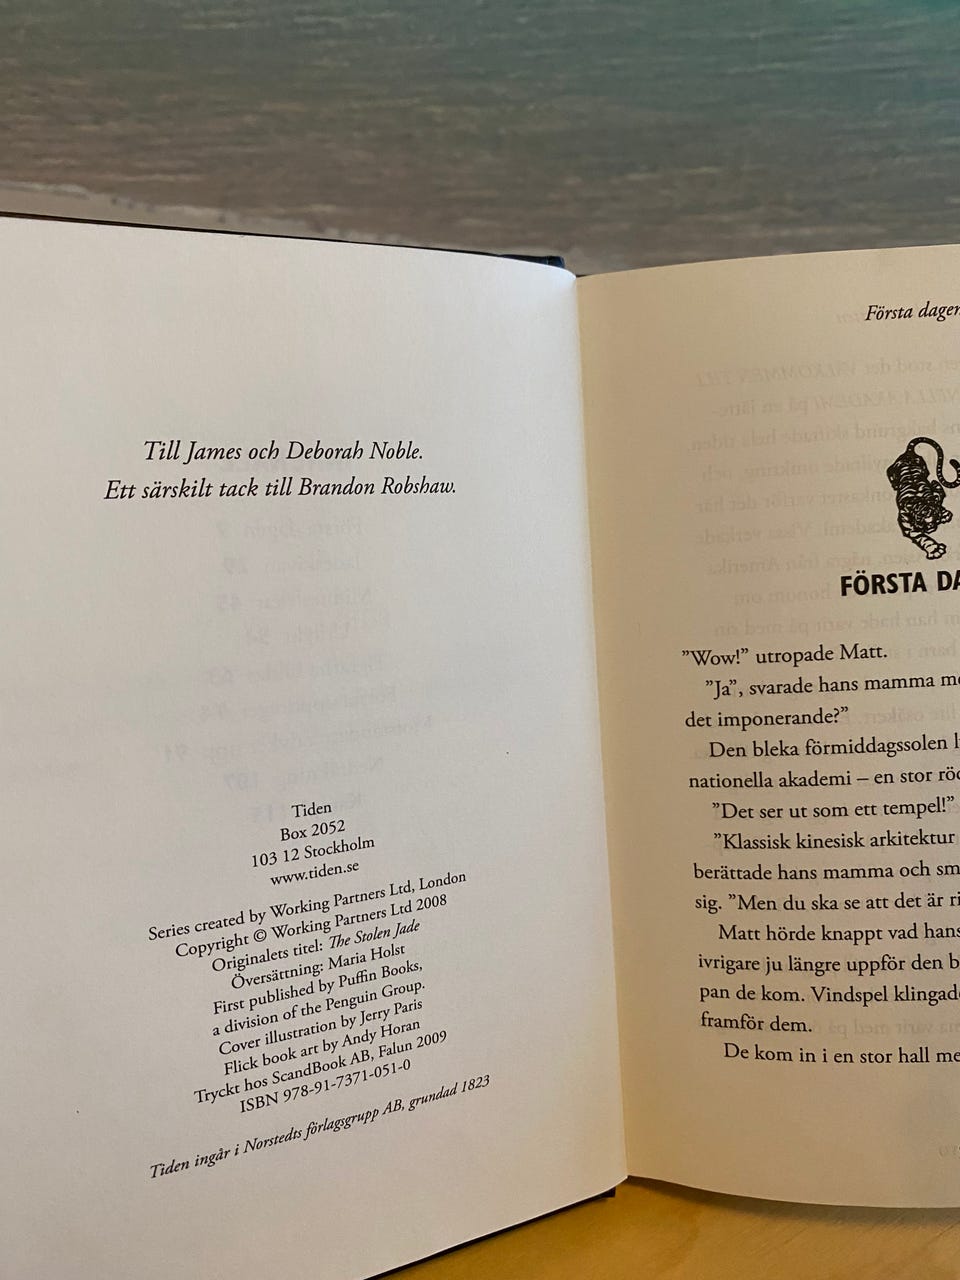 Till James och Deborah Noble.
Ett särskilt tack till Brandon Robshaw.
Tiden
Box 2052
103 12 Stockholm
www.tiden.se
Series created by Working Partners Ltd, London
Copyright © Working Partners Ltd 2008
Originalets titel: The Stolen Jade
Översättning: Maria Holst
First published by Puffin Books,
a division of the Penguin Group.
Cover illustration by Jerry Paris
Flick book art by Andy Horan
Tryckt hos ScandBook AB, Falun 2009
ISBN 978-91-7371-051-0
Tiden ingår i Norstedts förlagsgrupp AB, grundad 1823
Första dagen
FÖRSTA DA
”Wow!” utropade Matt.
”Ja”, svarade hans mamma
det imponerande?”
Den bleka förmiddagssolen
nationella akademi – en stor
”Det ser ut som ett tempel!”
”Klassisk kinesisk arkitektur
berättade hans mamma och
sig. ”Men du ska se att det är
Matt hörde knappt vad hans
ivrigare ju längre uppför den
pan de kom. Vindspel klingade
framför dem.
De kom in i en stor hall